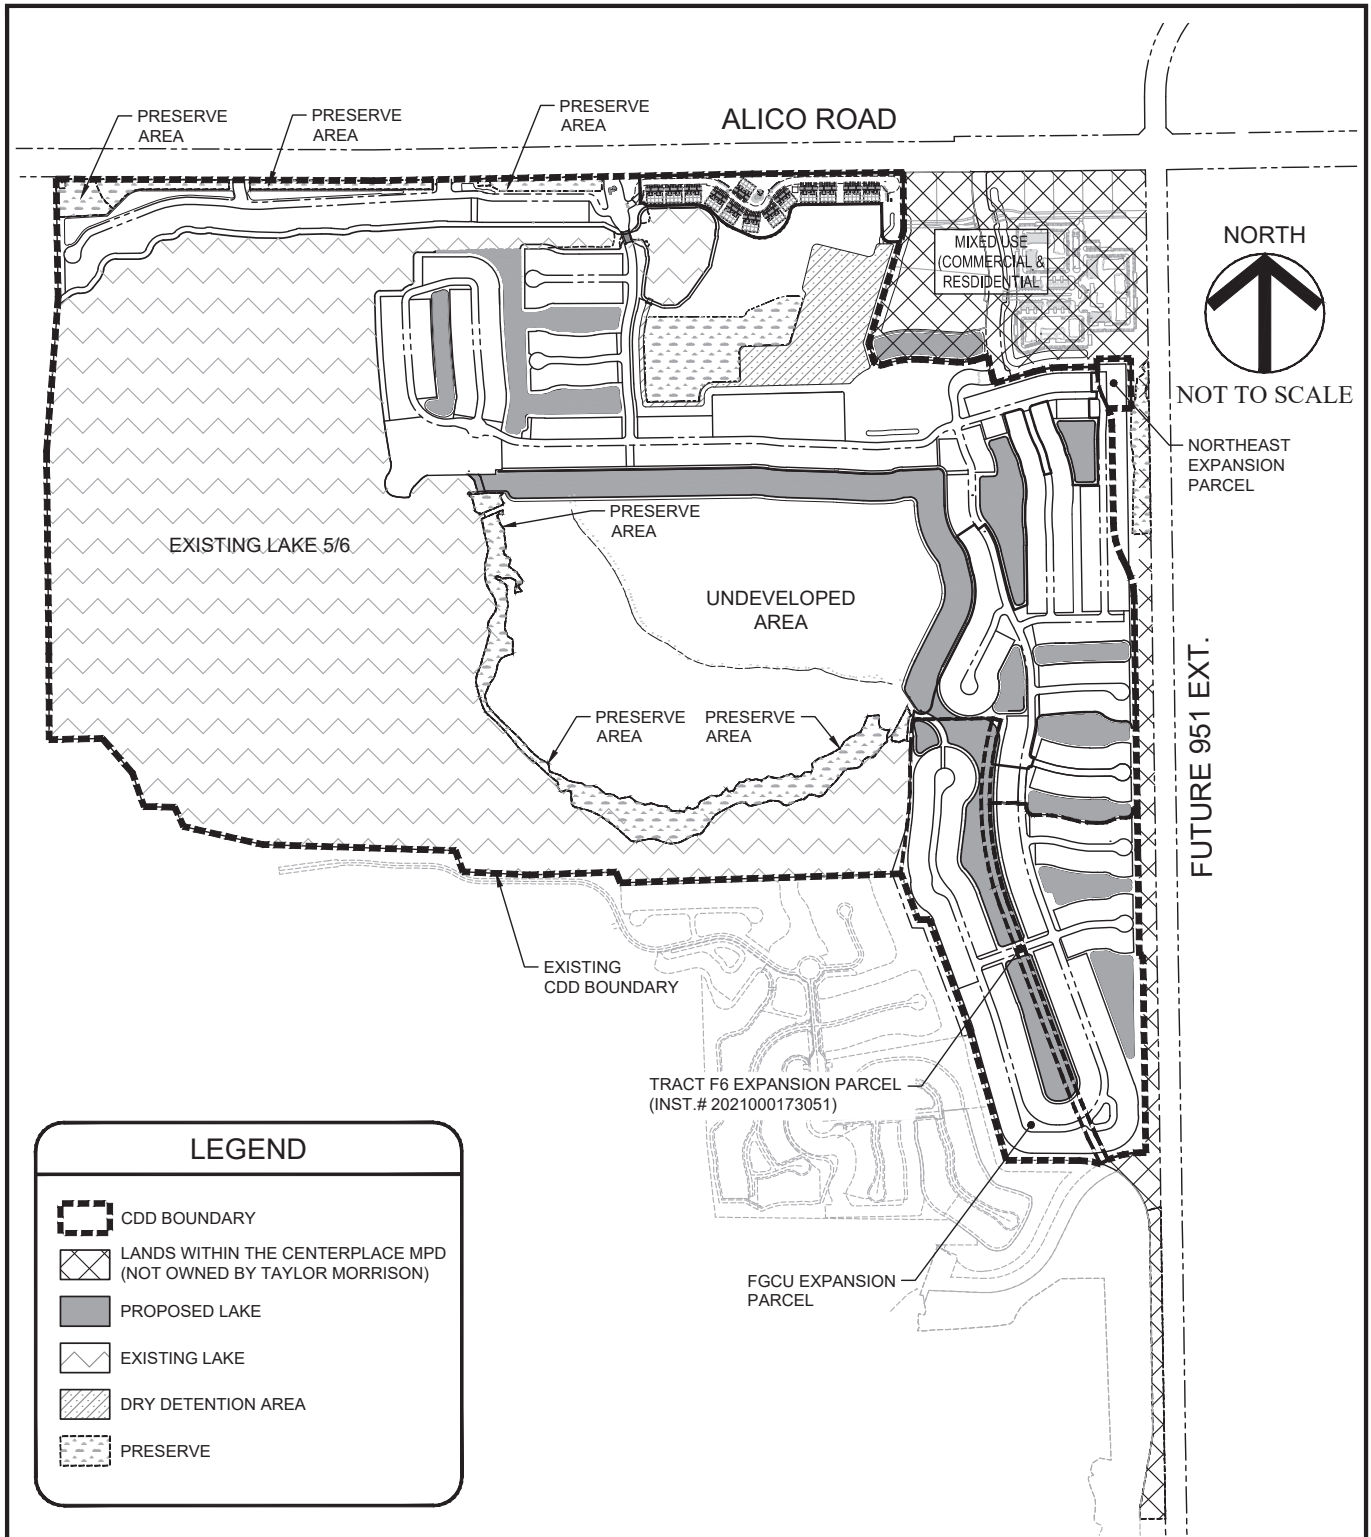 PRESERVE
AREA
PRESERVE
AREA
PRESERVE
AREA
ALICO ROAD
MIXED USE
(COMMERCIAL &
RESDIDENTIAL
NORTH
NOT TO SCALE
NORTHEAST
EXPANSION
PARCEL
PRESERVE
AREA
EXISTING LAKE 5/6
UNDEVELOPED
AREA
FUTURE 951 EXT.
PRESERVE
AREA
PRESERVE
AREA
EXISTING
CDD BOUNDARY
TRACT F6 EXPANSION PARCEL
(INST.# 2021000173051)
FGCU EXPANSION
PARCEL
LEGEND
CDD BOUNDARY
LANDS WITHIN THE CENTERPLACE MPD
(NOT OWNED BY TAYLOR MORRISON)
PROPOSED LAKE
EXISTING LAKE
DRY DETENTION AREA
PRESERVE